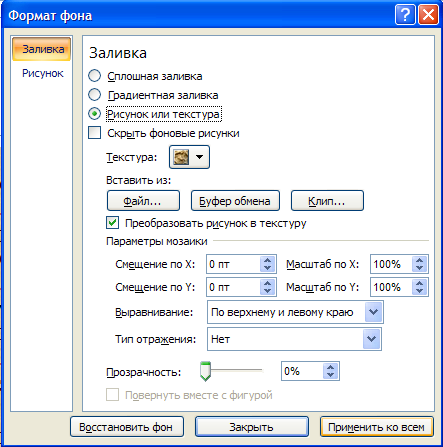 Формат фона
Заливка
Рисунок
Заливка
Сплошная заливка
Градиентная заливка
Рисунок или текстура
Скрыть фоновые рисунки
Текстура:
Вставить из:
Файл... Буфер обмена Клип...
Преобразовать рисунок в текстуру
Параметры мозаики
Смещение по X: 0 пт Масштаб по X: 100%
Смещение по Y: 0 пт Масштаб по Y: 100%
Выравнивание: По верхнему и левому краю
Тип отражения: Нет
Прозрачность: 0%
Повернуть вместе с фигурой
Восстановить фон Закрыть Применить ко всем